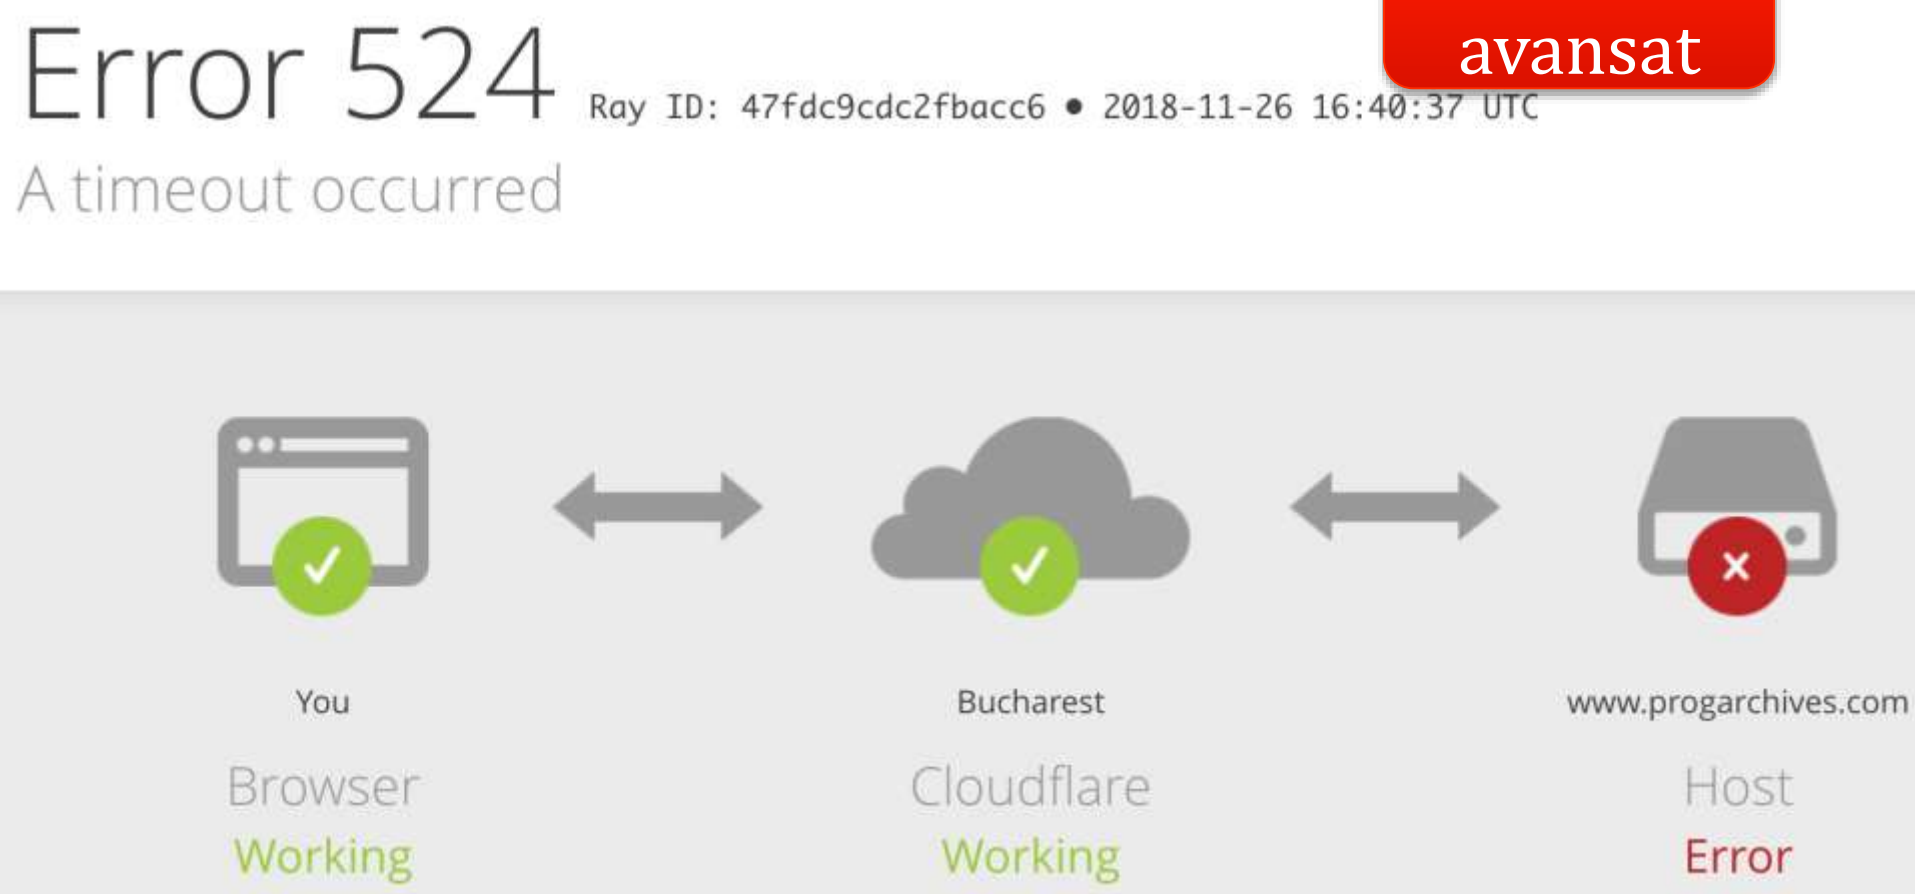 avansat
Error 524 Ray ID: 47fdc9cdc2fbacc6 • 2018-11-26 16:40:37 UTC
A timeout occurred
You
Bucharest
www.progarchives.com
Browser
Cloudflare
Host
Working
Working
Error